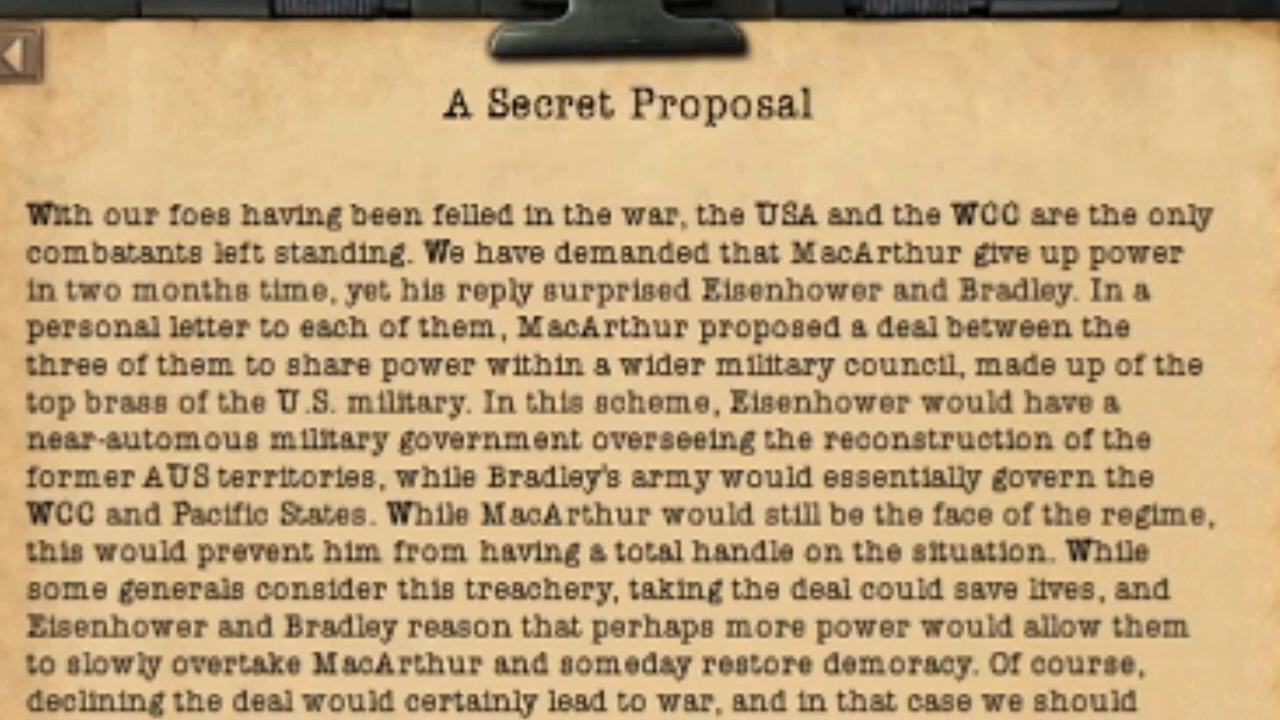 A Secret Proposal
With our foes having been felled in the war, the USA and the WCC are the only
combatants left standing. We have demanded that MacArthur give up power
in two months time, yet his reply surprised Eisenhower and Bradley. In a
personal letter to each of them, MacArthur proposed a deal between the
three of them to share power within a wider military council, made up of the
top brass of the U.S. military. In this scheme, Eisenhower would have a
near-automous military government overseeing the reconstruction of the
former AUS territories, while Bradley's army would essentially govern the
WCC and Pacific States. While MacArthur would still be the face of the regime,
this would prevent him from having a total handle on the situation. While
some generals consider this treachery, taking the deal could save lives, and
Eisenhower and Bradley reason that perhaps more power would allow them
to slowly overtake MacArthur and someday restore demoracy. Of course,
declining the deal would certainly lead to war, and in that case we should